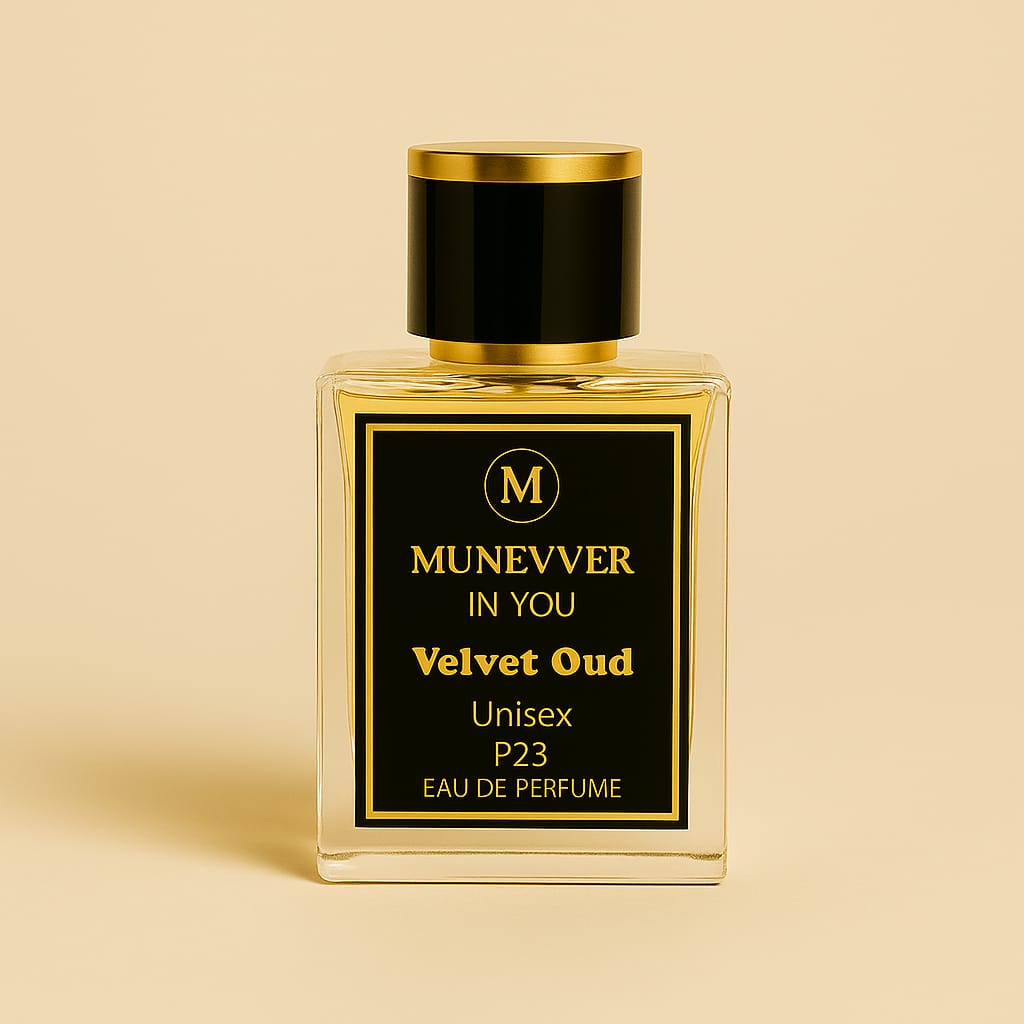 M
MUNEVVER
IN YOU
Velvet Oud
Unisex
P23
EAU DE PERFUME